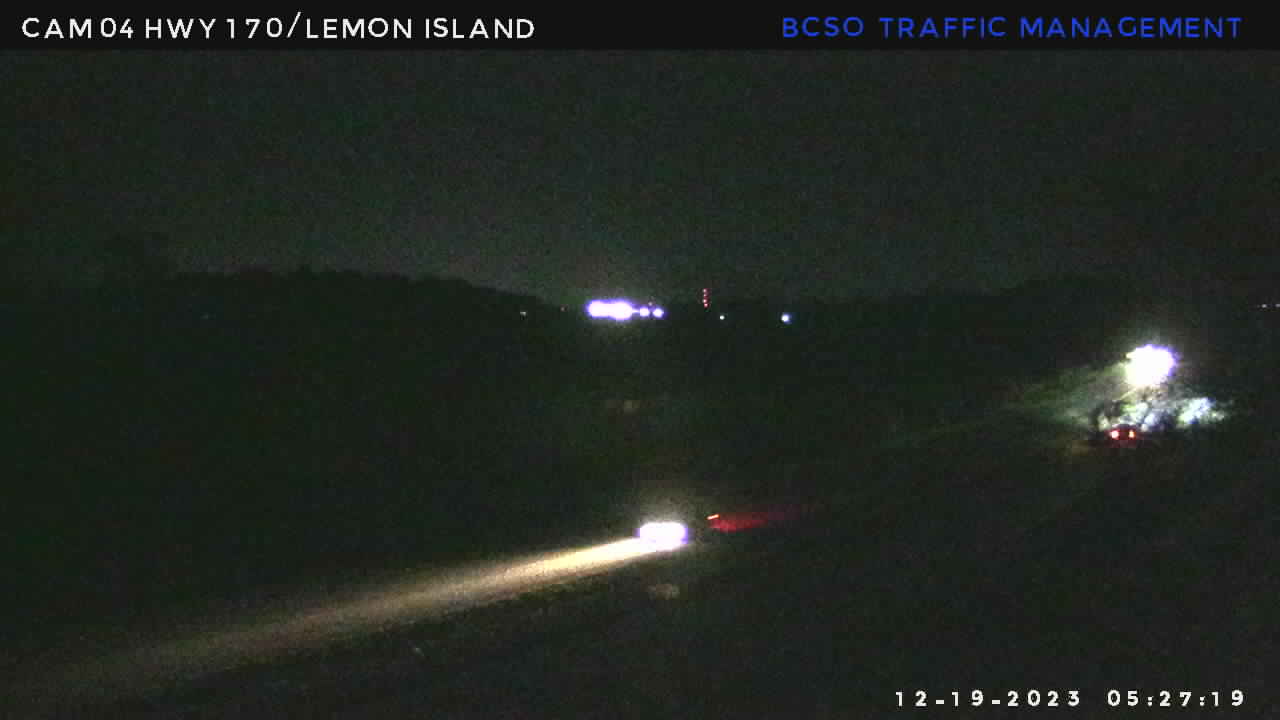 CAM04 HWY 170/LEMON ISLAND
BCSO TRAFFIC MANAGEMENT
12-19-2023 05:27:19